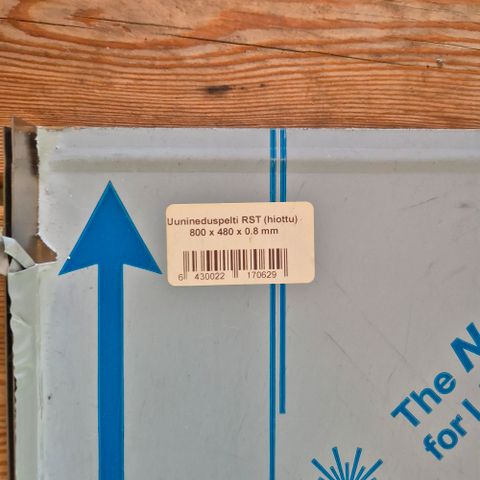 Uunineduspelti RST (hiottu)
800 x 480 x 0.8 mm
6 430022 170629
The
for